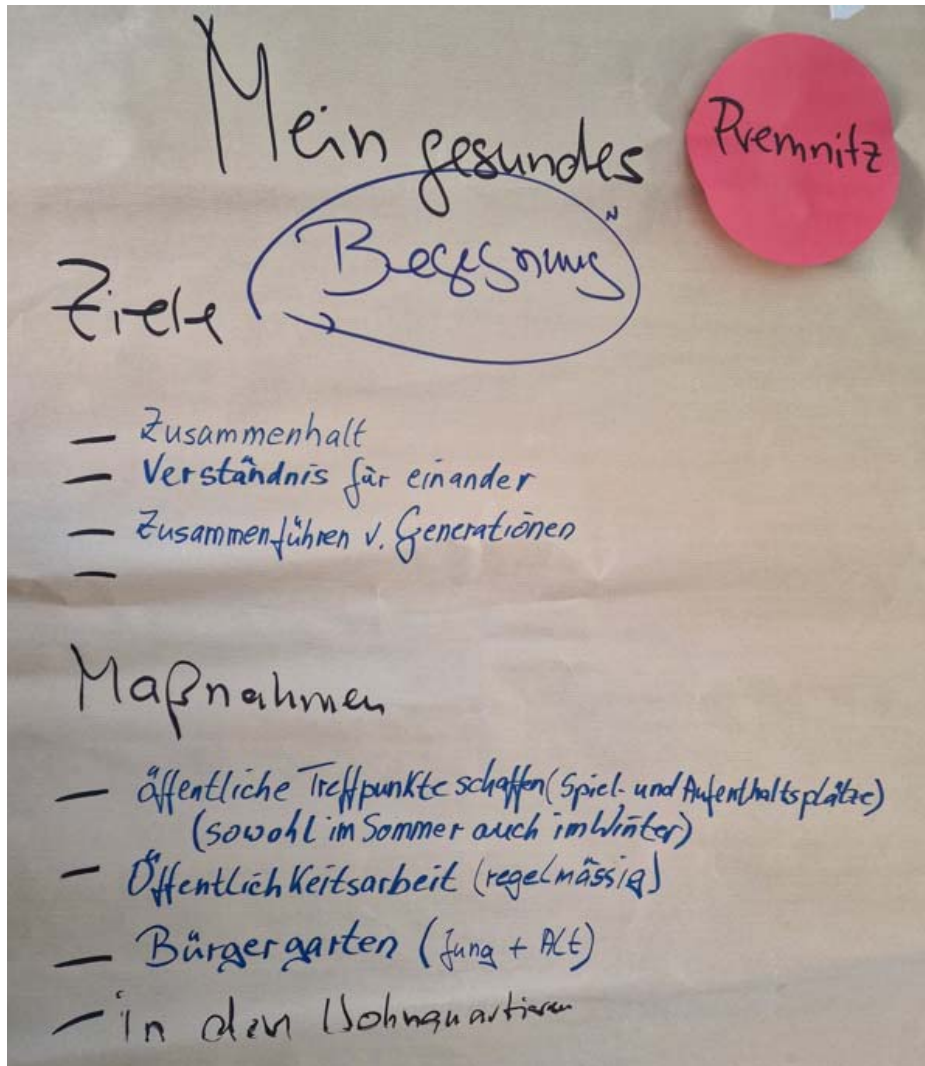 Mein gesundes
Premnitz
Begegnung
Ziele
– Zusammenhalt
– Verständnis für einander
– Zusammenführen v. Generationen
–
Maßnahmen
– öffentliche Treffpunkte schaffen (Spiel- und Aufenthaltsplätze)
(sowohl im Sommer auch im Winter)
– Öffentlichkeitsarbeit (regelmässig)
– Bürgergarten (Jung + Alt)
– in den Wohnquartieren